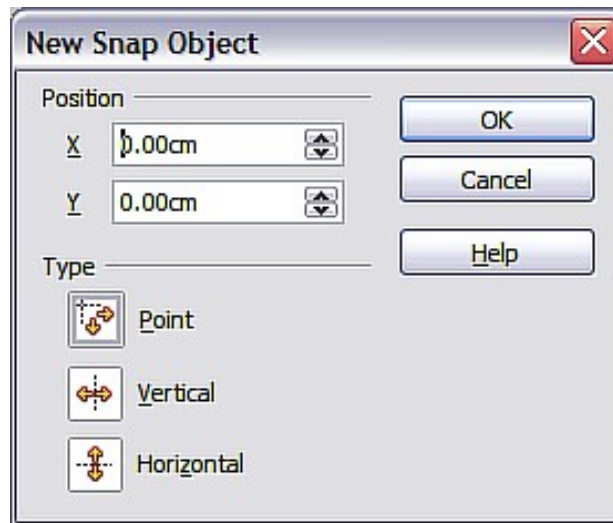 New Snap Object
Position
X 0.00cm
Y 0.00cm
OK
Cancel
Help
Type
Point
Vertical
Horizontal